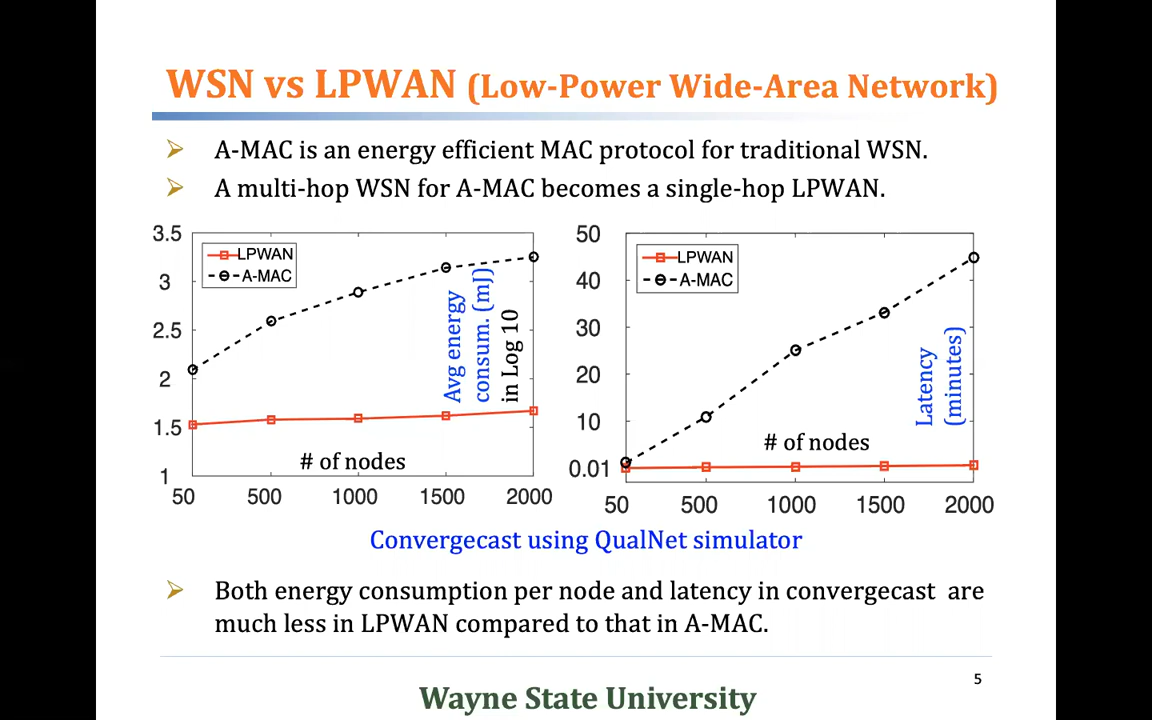 WSN vs LPWAN (Low-Power Wide-Area Network)
A-MAC is an energy efficient MAC protocol for traditional WSN.
A multi-hop WSN for A-MAC becomes a single-hop LPWAN.
3.5
3
2.5
2
1.5
1
LPWAN
A-MAC
Avg energy
consum. (mJ)
in Log 10
# of nodes
50 500 1000 1500 2000
50
40
30
20
10
0.01
LPWAN
A-MAC
Latency
(minutes)
# of nodes
50 500 1000 1500 2000
Convergecast using QualNet simulator
Both energy consumption per node and latency in convergecast are
much less in LPWAN compared to that in A-MAC.
5
Wayne State University